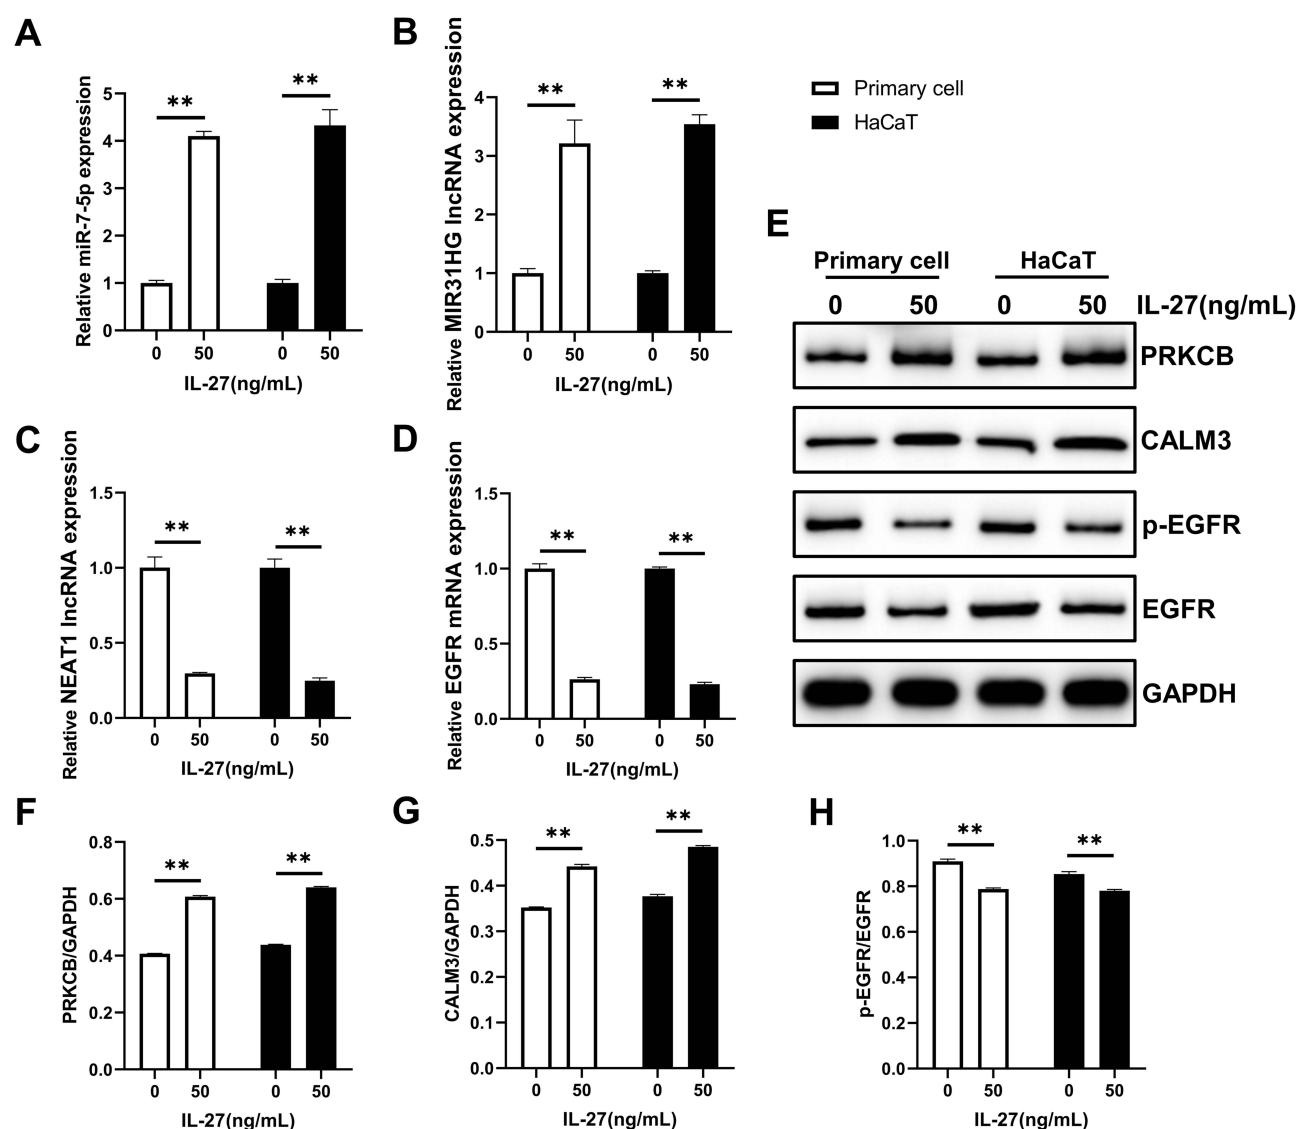 A
Relative miR-7-5p expression
5
4
3
2
1
0
**
**
0 50 0 50
IL-27(ng/mL)
B
Relative MIR31HG lncRNA expression
4
3
2
1
0
**
**
0 50 0 50
IL-27(ng/mL)
Primary cell
HaCaT
C
Relative NEAT1 lncRNA expression
1.5
1.0
0.5
0.0
**
**
0 50 0 50
IL-27(ng/mL)
D
Relative EGFR mRNA expression
1.5
1.0
0.5
0.0
**
**
0 50 0 50
IL-27(ng/mL)
E
Primary cell HaCaT
0 50 0 50 IL-27(ng/mL)
PRKCB
CALM3
p-EGFR
EGFR
GAPDH
F
PRKCB/GAPDH
0.8
0.6
0.4
0.2
0.0
**
**
0 50 0 50
IL-27(ng/mL)
G
CALM3/GAPDH
0.5
0.4
0.3
0.2
0.1
0.0
**
**
0 50 0 50
IL-27(ng/mL)
H
p-EGFR/EGFR
1.0
0.8
0.6
0.4
0.2
0.0
**
**
0 50 0 50
IL-27(ng/mL)